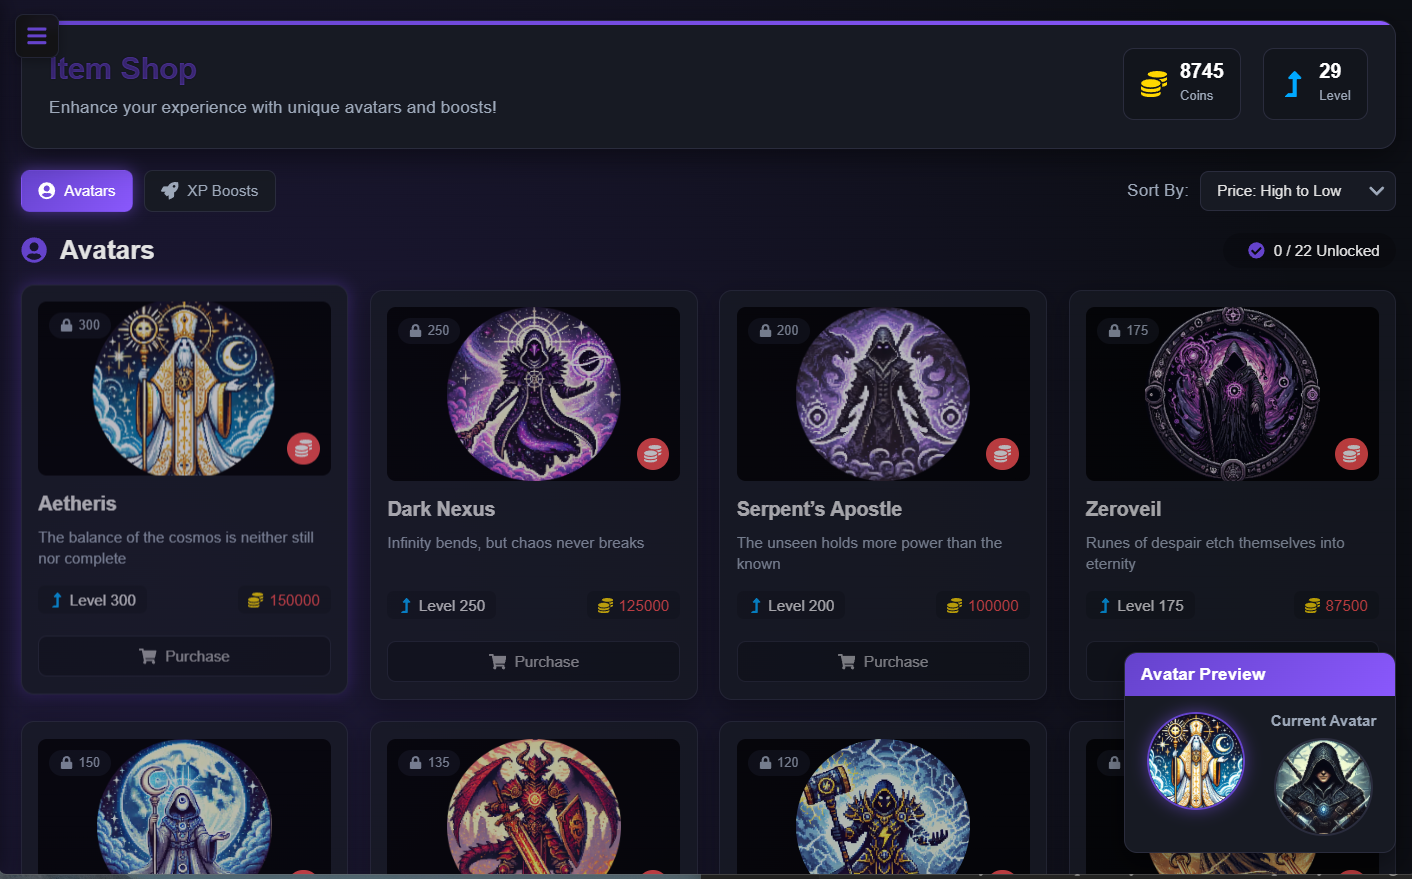 Item Shop
Enhance your experience with unique avatars and boosts!
8745
Coins
29
Level
Avatars
XP Boosts
Sort By:
Price: High to Low
Avatars
0 / 22 Unlocked
300
250
200
175
Aetheris
The balance of the cosmos is neither still
nor complete
Level 300
150000
Purchase
Dark Nexus
Infinity bends, but chaos never breaks
Level 250
125000
Purchase
Serpent’s Apostle
The unseen holds more power than the
known
Level 200
100000
Purchase
Zeroveil
Runes of despair etch themselves into
eternity
Level 175
87500
Avatar Preview
Current Avatar
150
135
120